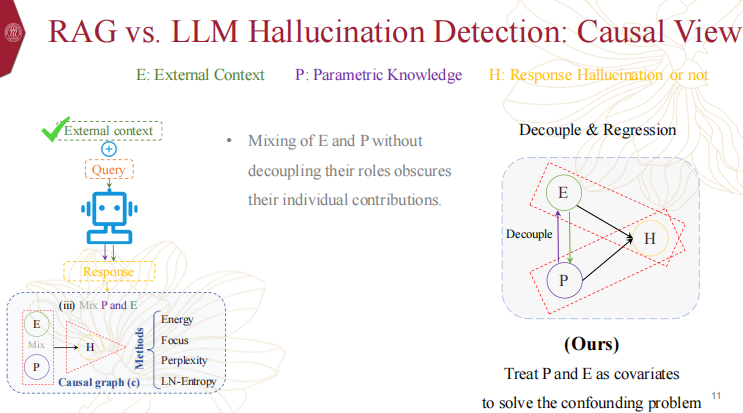 RAG vs. LLM Hallucination Detection: Causal View
E: External Context P: Parametric Knowledge H: Response Hallucination or not
External context
Query
Response
(iii) Mix P and E
E
Mix
P
H
Causal graph (c)
Methods
Energy
Focus
Perplexity
LN-Entropy
• Mixing of E and P without
decoupling their roles obscures
their individual contributions.
Decouple & Regression
E
Decouple
H
P
(Ours)
Treat P and E as covariates
to solve the confounding problem
11